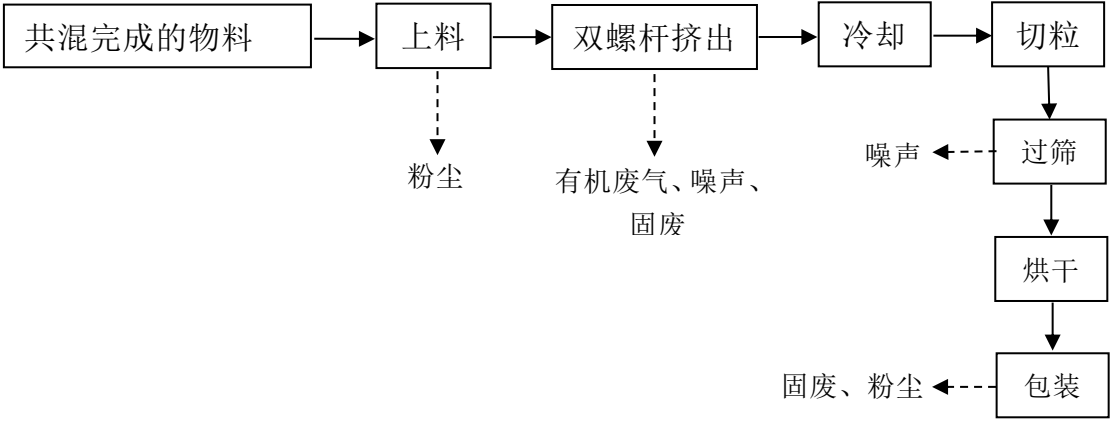 共混完成的物料
上料
双螺杆挤出
冷却
切粒
粉尘
有机废气、噪声、
固废
噪声
过筛
烘干
固废、粉尘
包装